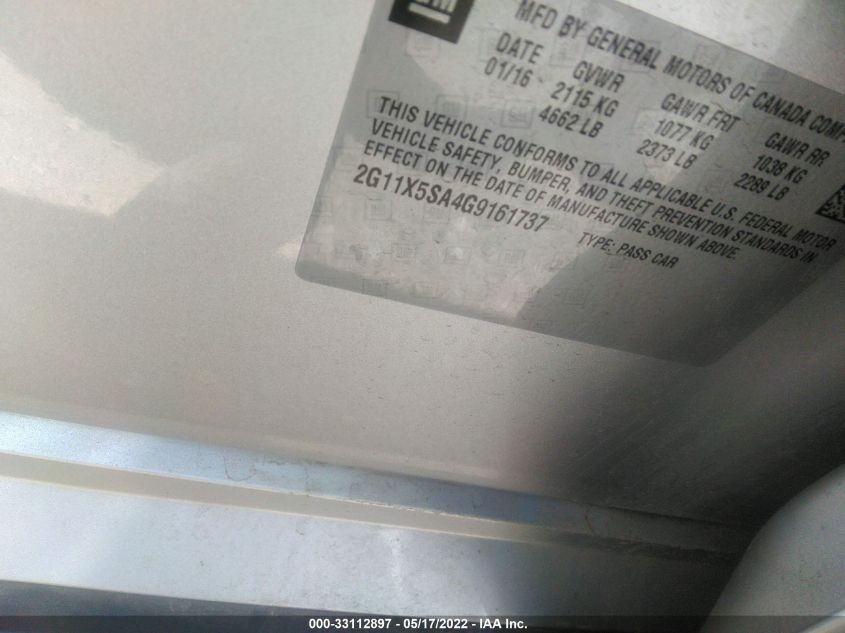 GM
MFD BY GENERAL MOTORS OF CANADA COMP
DATE GVWR GAWR FRT GAWR RR
01/16 2115 KG 1077 KG 1038 KG
4662 LB 2373 LB 2289 LB
THIS VEHICLE CONFORMS TO ALL APPLICABLE U.S. FEDERAL MOTOR
VEHICLE SAFETY, BUMPER, AND THEFT PREVENTION STANDARDS IN
EFFECT ON THE DATE OF MANUFACTURE SHOWN ABOVE.
2G11X5SA4G9161737 TYPE: PASS CAR
000-33112897 - 05/17/2022 - IAA Inc.